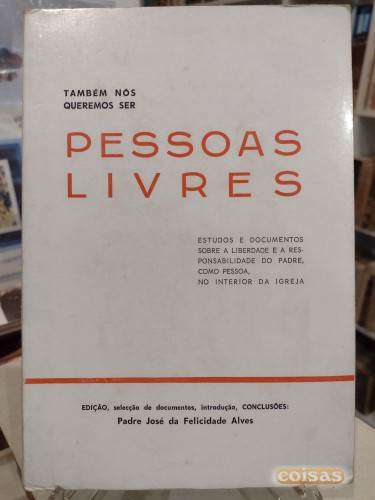 TAMBÉM NÓS
QUEREMOS SER
PESSOAS
LIVRES
ESTUDOS E DOCUMENTOS
SOBRE A LIBERDADE E A RES-
PONSABILIDADE DO PADRE,
COMO PESSOA,
NO INTERIOR DA IGREJA
EDIÇÃO, selecção de documentos, introdução, CONCLUSÕES:
Padre José da Felicidade Alves
coisas